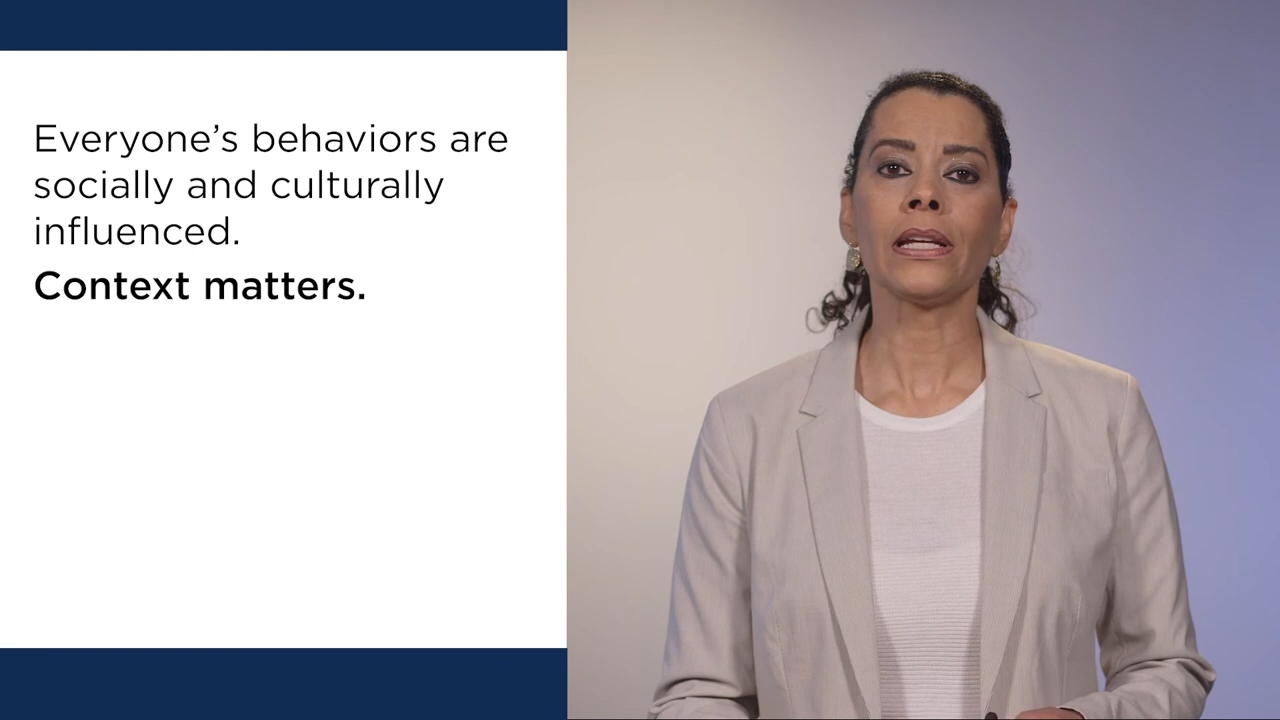 Everyone’s behaviors are
socially and culturally
influenced.
Context matters.